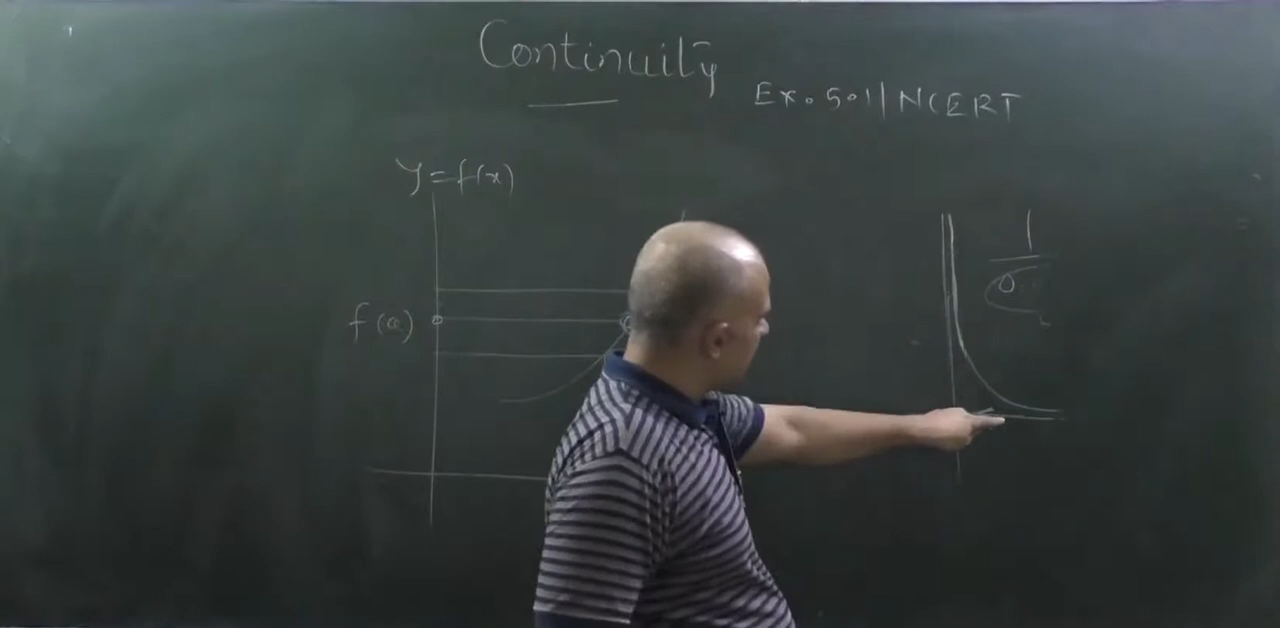 Continuity
Ex. 5.1 | NCERT
y = f(x)
f(a)
1